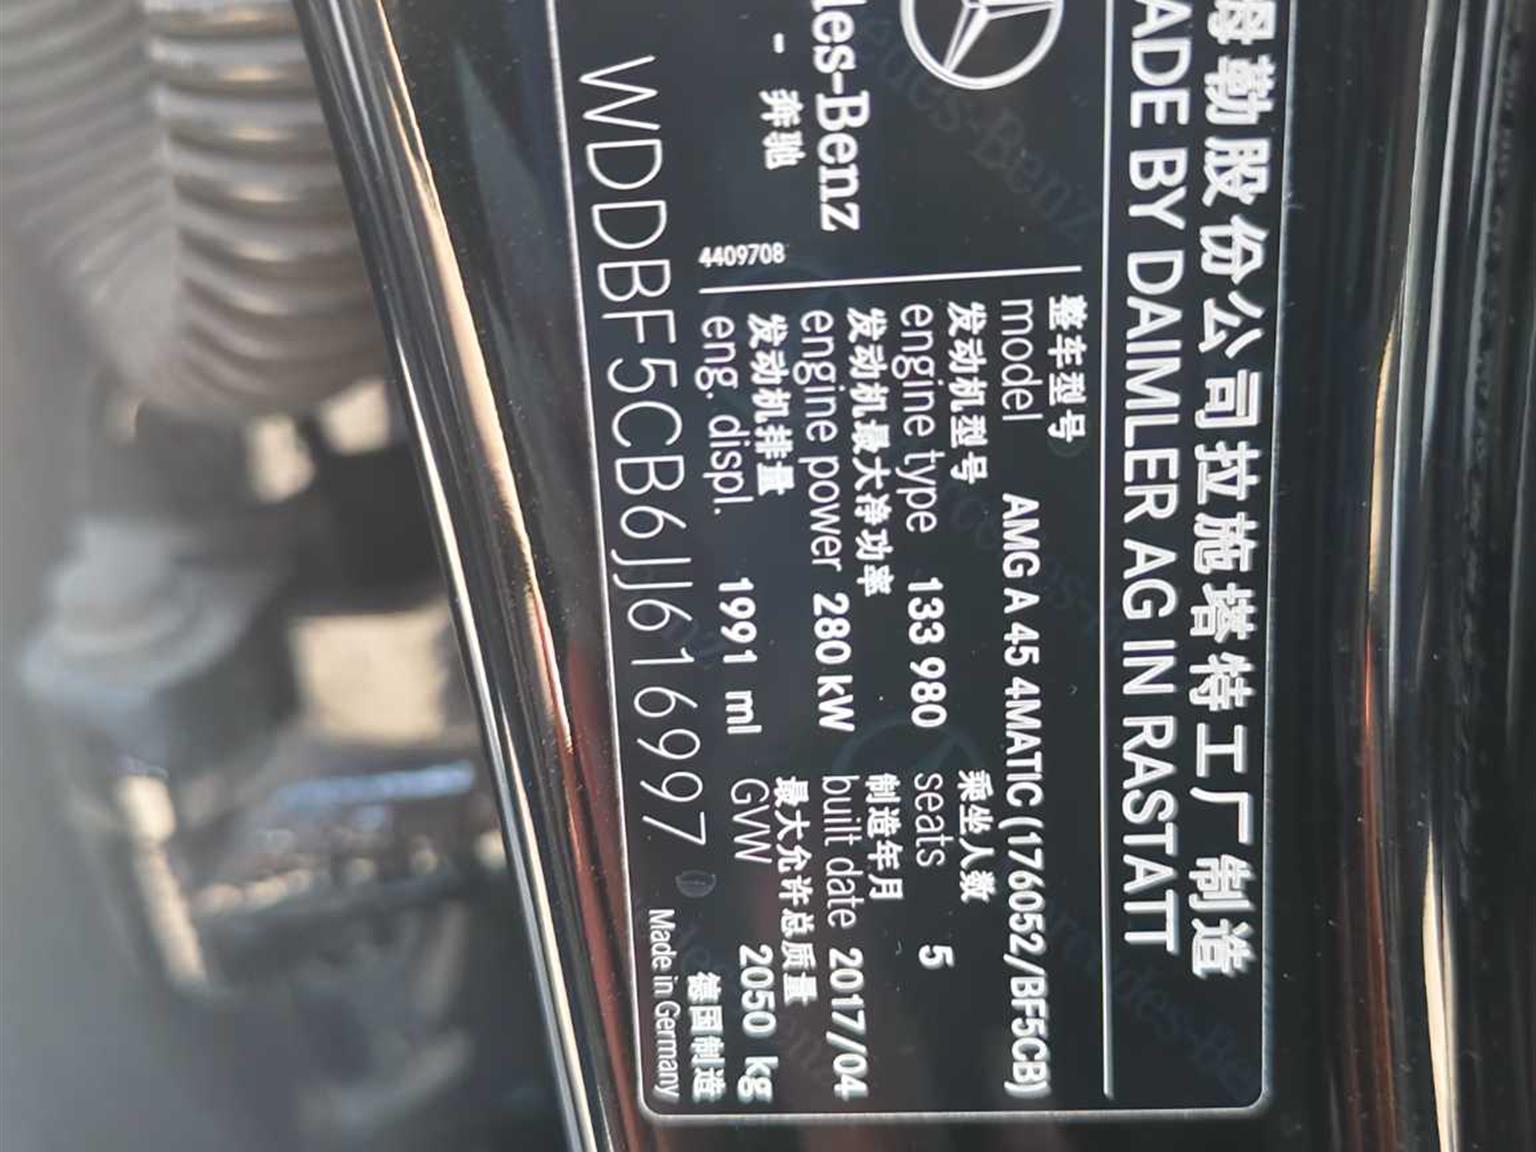 姆勒股份公司拉施塔特工厂制造
ADE BY DAIMLER AG IN RASTATT
des-Benz
- 奔驰
4409708
整车型号
model AMG A 45 4MATIC (176052/BF5CB)
发动机型号 乘坐人数
engine type 133 980 seats 5
发动机最大净功率 制造年月
engine power 280 kW built date 2017/04
发动机排量 最大允许总质量
eng. displ. 1991 ml GVW 2050 kg
德国制造
WDDBF5CB6JJ616997 Made in Germany